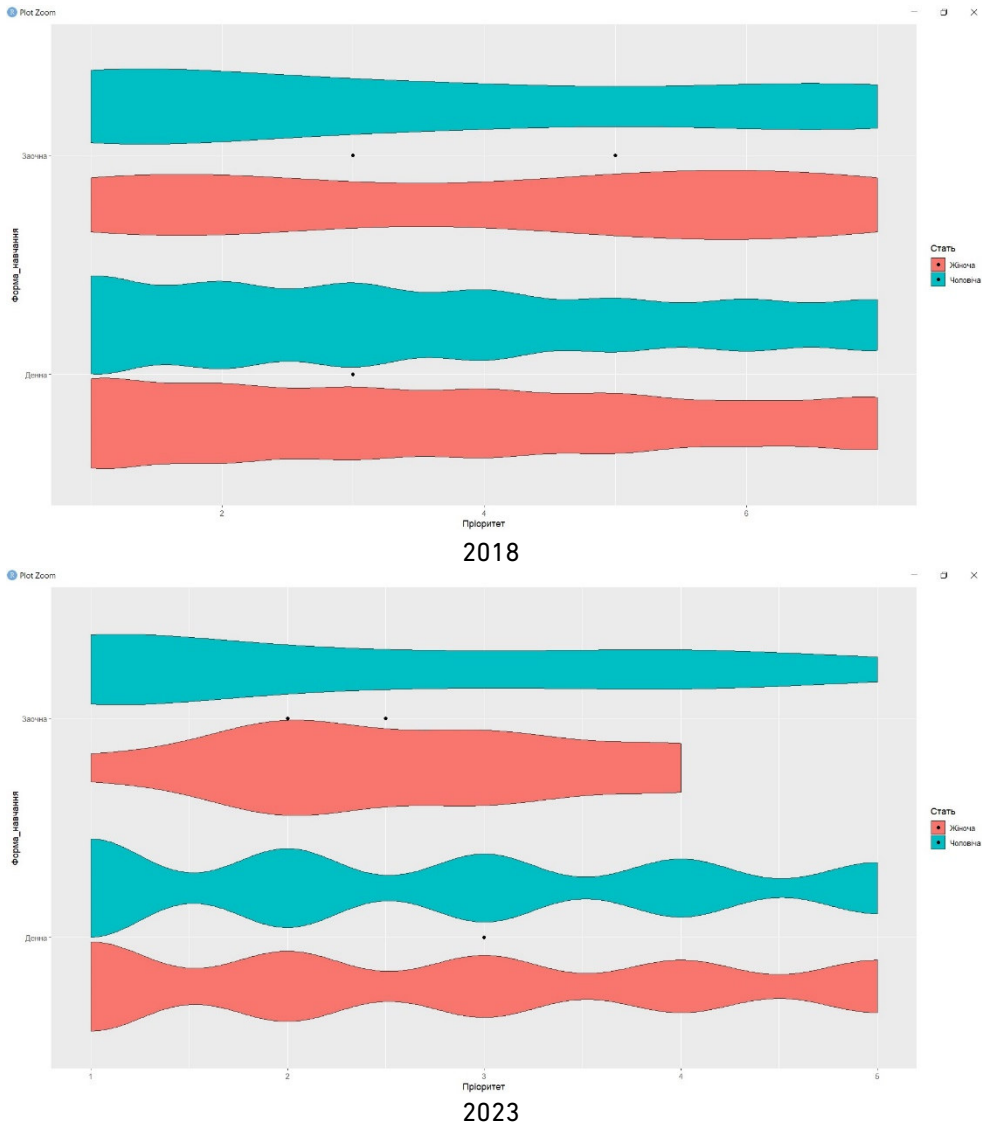 Plot Zoom
Заочна
Денна
Форма_навчання
2
4
6
Пріоритет
Стать
Жіноча
Чоловіча
2018
Plot Zoom
Заочна
Денна
Форма_навчання
1
2
3
4
5
Пріоритет
Стать
Жіноча
Чоловіча
2023